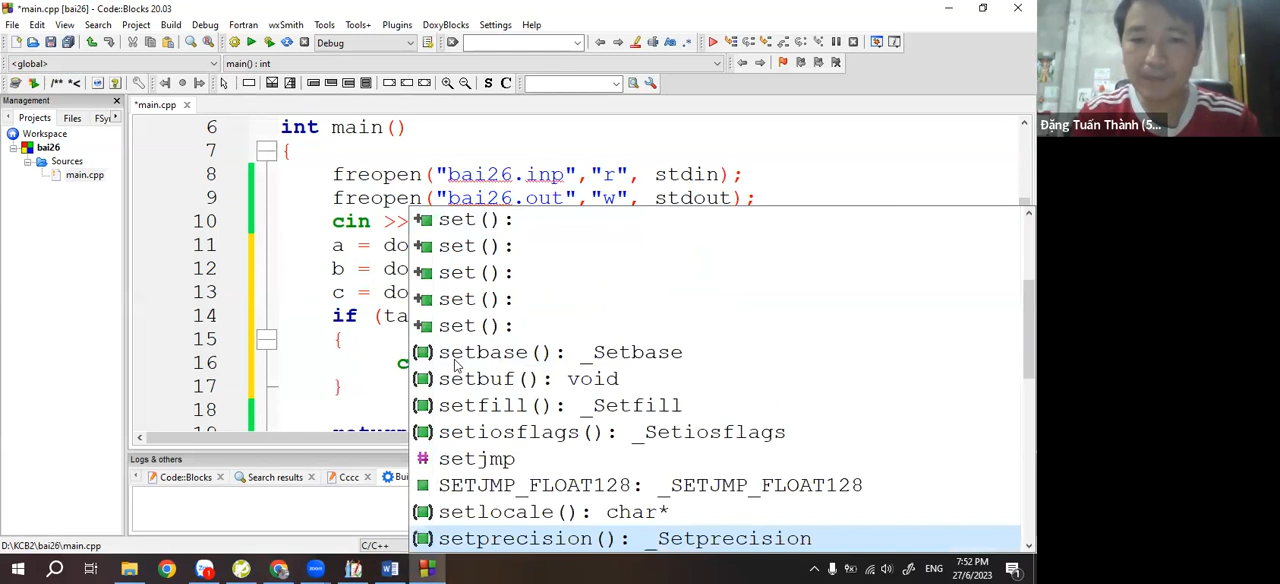 *main.cpp [bai26] - Code::Blocks 20.03
File Edit View Search Project Build Debug Fortran wxSmith Tools Tools+ Plugins DoxyBlocks Settings Help
Debug
<global> main() : int
/** *<
S C
Management
Projects Files FSy
Workspace
bai26
Sources
main.cpp
*main.cpp
6 int main()
7 {
8 freopen("bai26.inp","r", stdin);
9 freopen("bai26.out","w", stdout);
10 cin >>
11 a = do
12 b = do
13 c = do
14 if (ta
15 {
16 c
17 }
18
set():
set():
set():
set():
set():
setbase(): _Setbase
setbuf(): void
setfill(): _Setfill
setiosflags(): _Setiosflags
setjmp
SETJMP_FLOAT128: _SETJMP_FLOAT128
setlocale(): char*
setprecision(): _Setprecision
Logs & others
Code::Blocks Search results Cccc Bui
D:\KCB2\bai26\main.cpp C/C++
ENG 7:52 PM
27/6/2023
Đặng Tuấn Thành (5...